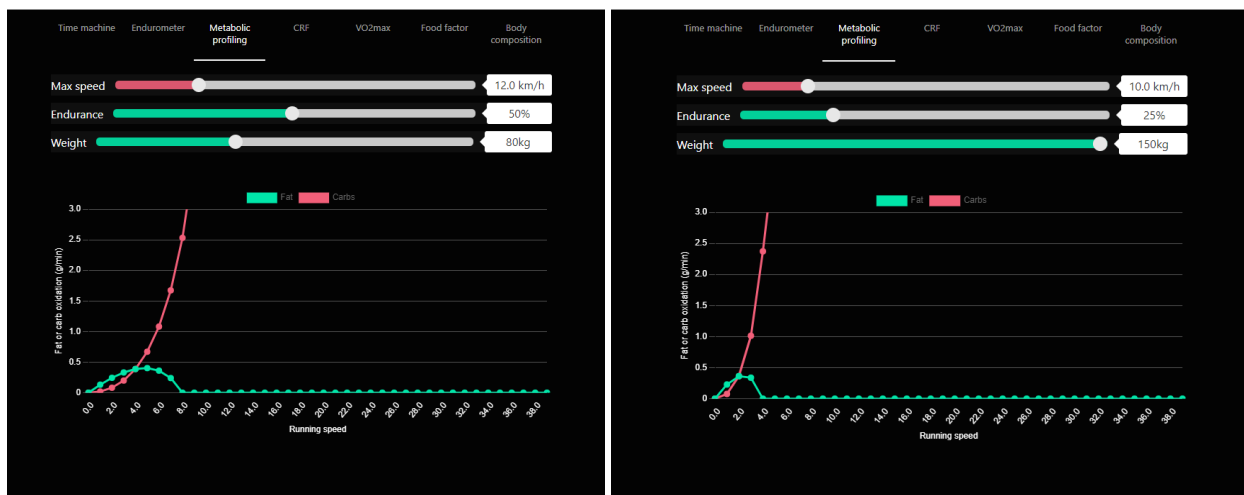 Time machine Endurometer Metabolic profiling CRF VO2max Food factor Body composition
Max speed 12.0 km/h
Endurance 50%
Weight 80kg
Fat Carbs
3.0
2.5
2.0
1.5
1.0
0.5
0
Fat or carb oxidation (g/min)
0.0 2.0 4.0 6.0 8.0 10.0 12.0 14.0 16.0 18.0 20.0 22.0 24.0 26.0 28.0 30.0 32.0 34.0 36.0 38.0
Running speed
Time machine Endurometer Metabolic profiling CRF VO2max Food factor Body composition
Max speed 10.0 km/h
Endurance 25%
Weight 150kg
Fat Carbs
3.0
2.5
2.0
1.5
1.0
0.5
0
Fat or carb oxidation (g/min)
0.0 2.0 4.0 6.0 8.0 10.0 12.0 14.0 16.0 18.0 20.0 22.0 24.0 26.0 28.0 30.0 32.0 34.0 36.0 38.0
Running speed